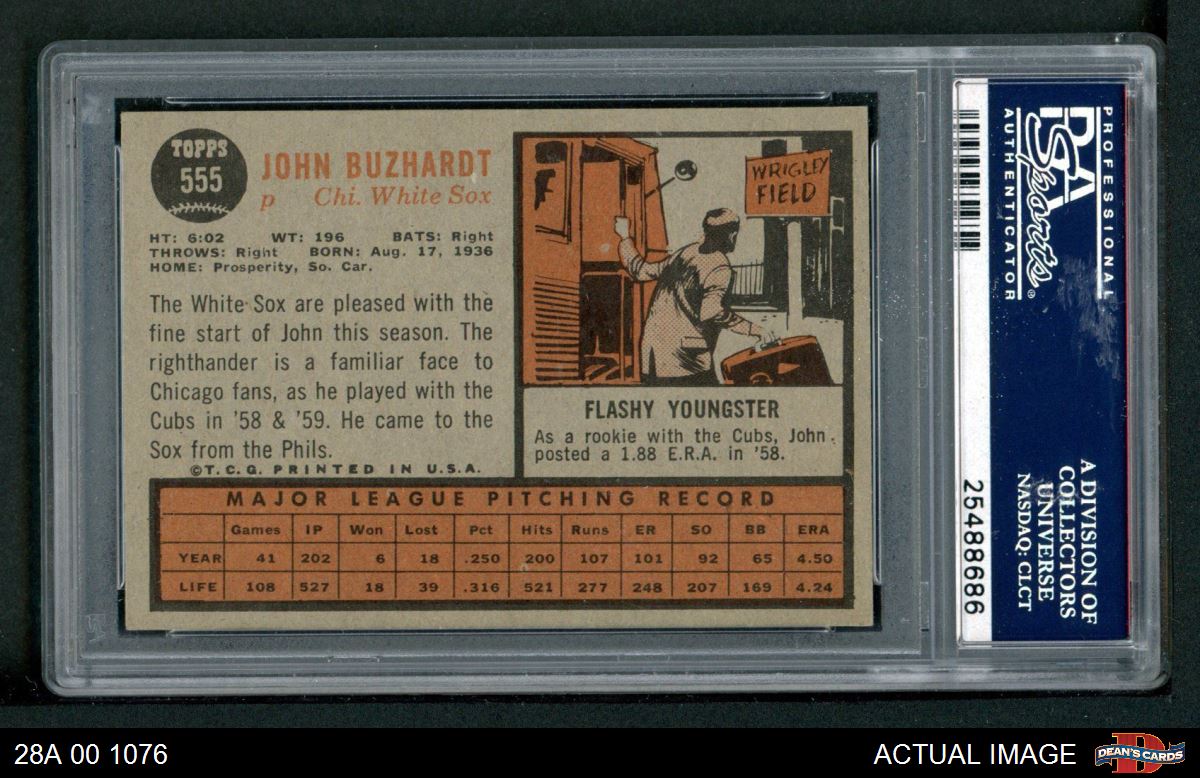 TOPPS
555
JOHN BUZHARDT
p Chi. White Sox
HT: 6:02 WT: 196 BATS: Right
THROWS: Right BORN: Aug. 17, 1936
HOME: Prosperity, So. Car.
The White Sox are pleased with the
fine start of John this season. The
righthander is a familiar face to
Chicago fans, as he played with the
Cubs in '58 & '59. He came to the
Sox from the Phils.
©T.C.G. PRINTED IN U.S.A.
WRIGLEY
FIELD
FLASHY YOUNGSTER
As a rookie with the Cubs, John
posted a 1.88 E.R.A. in '58.
MAJOR LEAGUE PITCHING RECORD
Games IP Won Lost Pct Hits Runs ER SO BB ERA
YEAR 41 202 6 18 .250 200 107 101 92 65 4.50
LIFE 108 527 18 39 .316 521 277 248 207 169 4.24
PROFESSIONAL
PSA
Sports®
AUTHENTICATOR
A DIVISION OF
COLLECTORS
UNIVERSE
NASDAQ: CLCT
25488686
28A 00 1076
ACTUAL IMAGE
DEAN'S CARDS